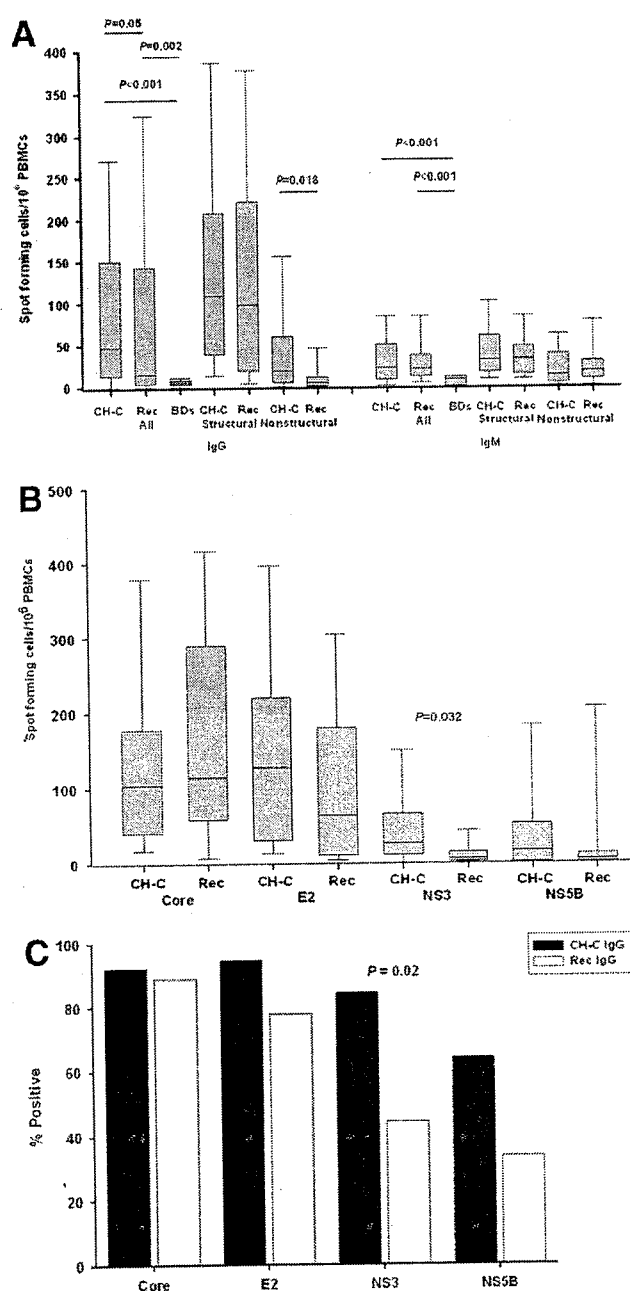 A
P=0.05
P=0.002
P<0.001
P<0.001
P<0.001
P=0.018
400
350
300
250
200
150
100
50
0
Spot forming cells/10⁶ PBMCs
CH-C Rec BDs CH-C Rec CH-C Rec CH-C Rec BDs CH-C Rec CH-C Rec
All Structural Nonstructural All Structural Nonstructural
IgG IgM
B
500
400
300
200
100
0
Spot forming cells/10⁶ PBMCs
P=0.032
CH-C Rec CH-C Rec CH-C Rec CH-C Rec
Core E2 NS3 NS5B
C
CH-C IgG
Rec IgG
P = 0.02
100
80
60
40
20
0
% Positive
Core E2 NS3 NS5B